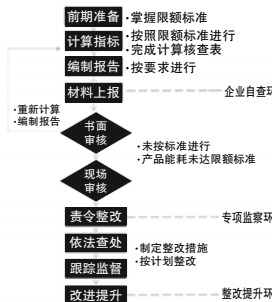 前期准备
·掌握限额标准
计算指标
·按照限额标准进行
·完成计算核查表
编制报告
·按要求进行
材料上报
企业自查环
·重新计算
·编制报告
书面
审核
·未按标准进行
·产品能耗未达限额标准
现场
审核
责令整改
专项监察环
依法查处
·制定整改措施
·按计划整改
跟踪监督
改进提升
整改提升环